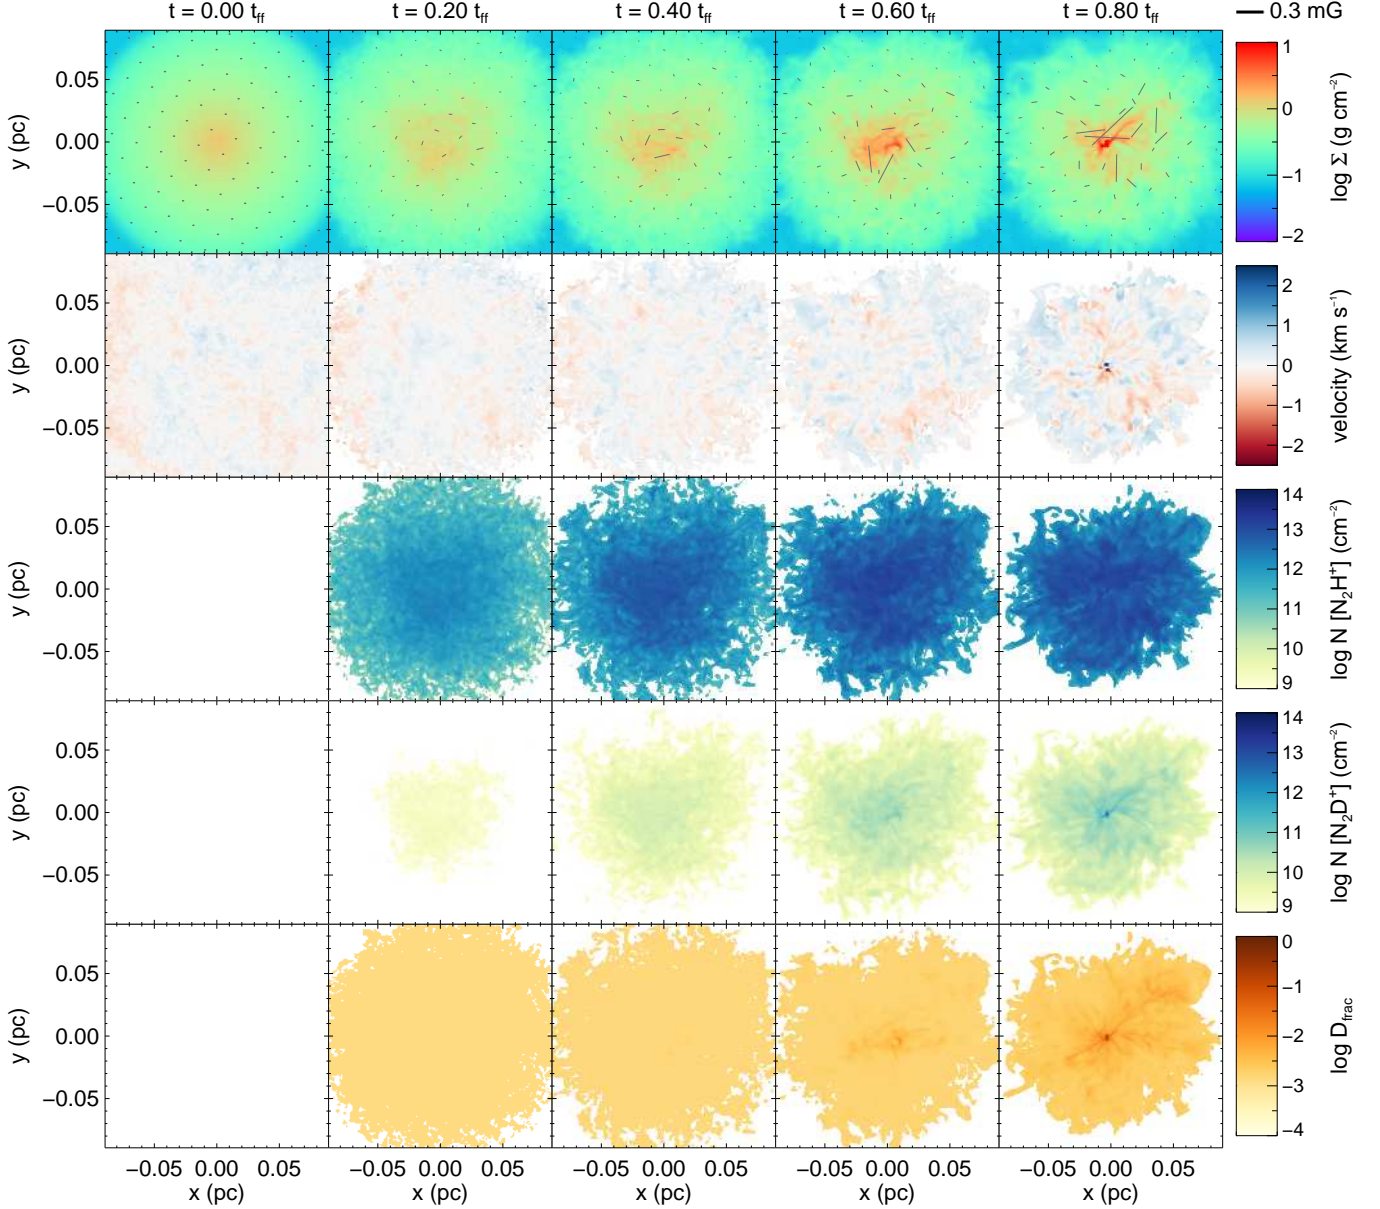 t = 0.00 tff t = 0.20 tff t = 0.40 tff t = 0.60 tff t = 0.80 tff 0.3 mG
y (pc) 0.05 0.00 −0.05
1 0 −1 −2 log Σ (g cm−2)
y (pc) 0.05 0.00 −0.05
2 1 0 −1 −2 velocity (km s−1)
y (pc) 0.05 0.00 −0.05
14 13 12 11 10 9 log N [N2H+] (cm−2)
y (pc) 0.05 0.00 −0.05
14 13 12 11 10 9 log N [N2D+] (cm−2)
y (pc) 0.05 0.00 −0.05
0 −1 −2 −3 −4 log Dfrac
−0.05 0.00 0.05 −0.05 0.00 0.05 −0.05 0.00 0.05 −0.05 0.00 0.05 −0.05 0.00 0.05
x (pc) x (pc) x (pc) x (pc) x (pc)